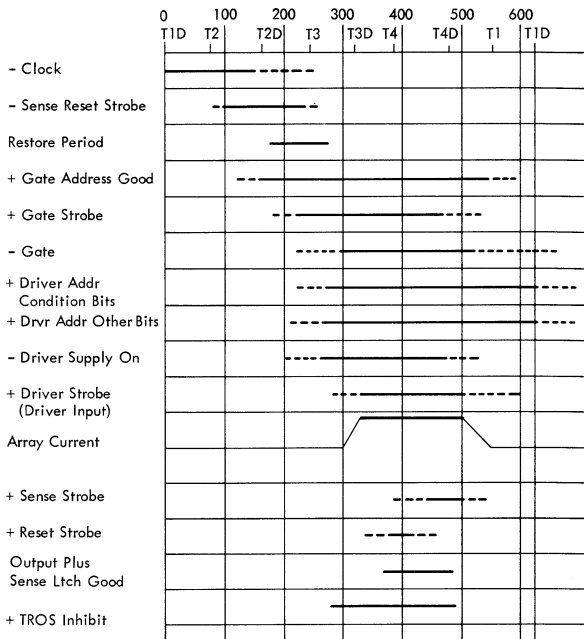 0 100 200 300 400 500 600
T1D T2 T2D T3 T3D T4 T4D T1 T1D
- Clock
- Sense Reset Strobe
Restore Period
+ Gate Address Good
+ Gate Strobe
- Gate
+ Driver Addr
Condition Bits
+ Drvr Addr Other Bits
- Driver Supply On
+ Driver Strobe
(Driver Input)
Array Current
+ Sense Strobe
+ Reset Strobe
Output Plus
Sense Ltch Good
+ TROS Inhibit